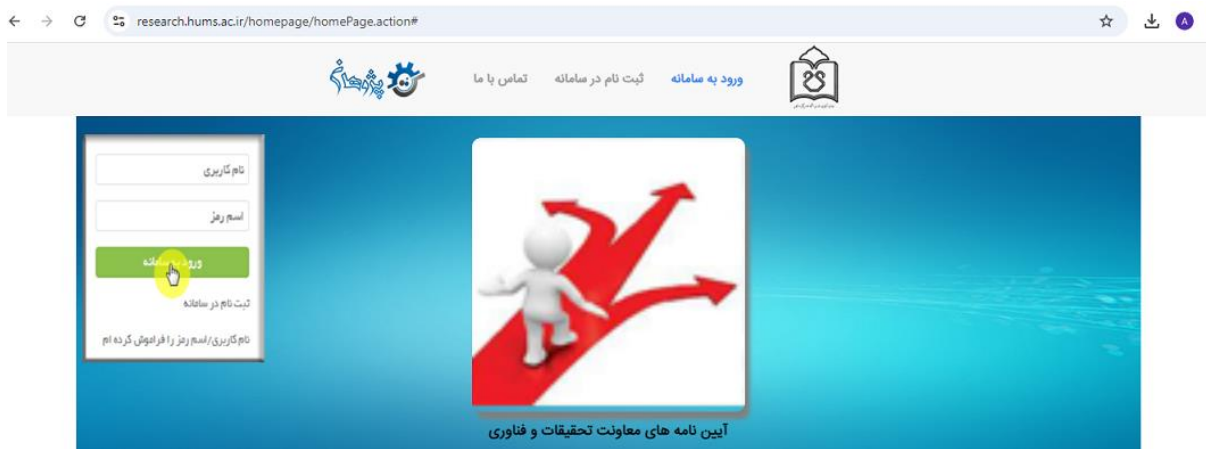 research.hums.ac.ir/homepage/homePage.action#
A
ورود به سامانه ثبت نام در سامانه تماس با ما
پژوهان
نام کاربری
اسم رمز
ورود به سامانه
ثبت نام در سامانه
نام کاربری/اسم رمز را فراموش کرده ام
آیین نامه های معاونت تحقیقات و فناوری